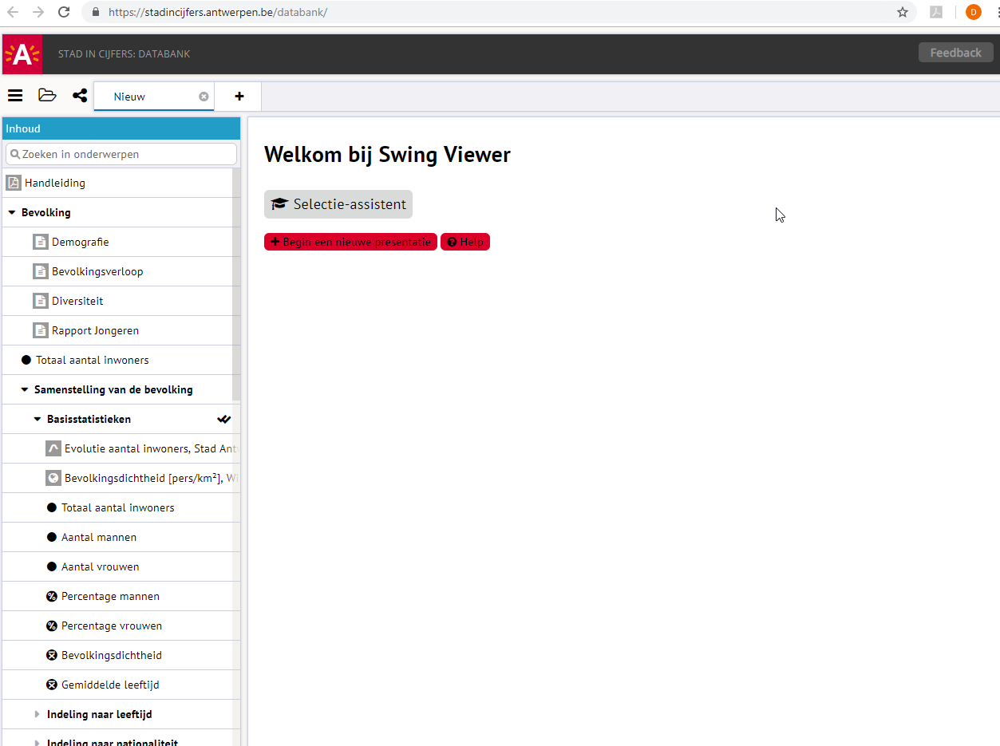 https://stadincijfers.antwerpen.be/databank/
D
A
STAD IN CIJFERS: DATABANK
Feedback
Nieuw
Inhoud
Zoeken in onderwerpen
Handleiding
Bevolking
Demografie
Bevolkingsverloop
Diversiteit
Rapport Jongeren
Totaal aantal inwoners
Samenstelling van de bevolking
Basisstatistieken
Evolutie aantal inwoners, Stad Antw
Bevolkingsdichtheid [pers/km²], Wi
Totaal aantal inwoners
Aantal mannen
Aantal vrouwen
Percentage mannen
Percentage vrouwen
Bevolkingsdichtheid
Gemiddelde leeftijd
Indeling naar leeftijd
Indeling naar nationaliteit
Welkom bij Swing Viewer
Selectie-assistent
Begin een nieuwe presentatie
Help